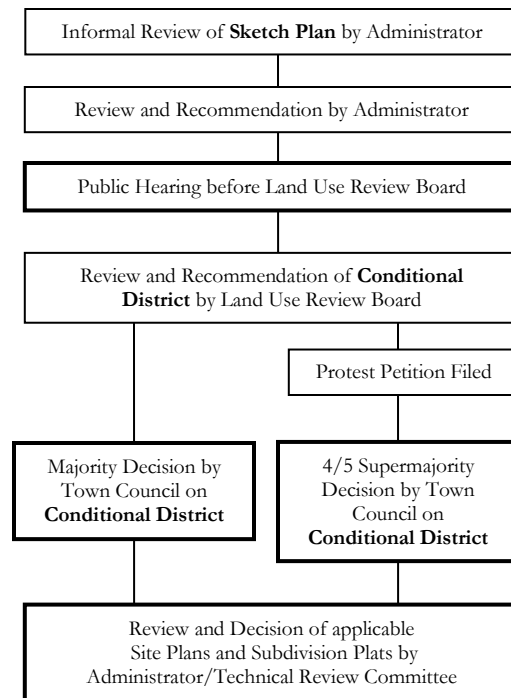 Informal Review of Sketch Plan by Administrator
Review and Recommendation by Administrator
Public Hearing before Land Use Review Board
Review and Recommendation of Conditional
District by Land Use Review Board
Protest Petition Filed
Majority Decision by
Town Council on
Conditional District
4/5 Supermajority
Decision by Town
Council on
Conditional District
Review and Decision of applicable
Site Plans and Subdivision Plats by
Administrator/Technical Review Committee